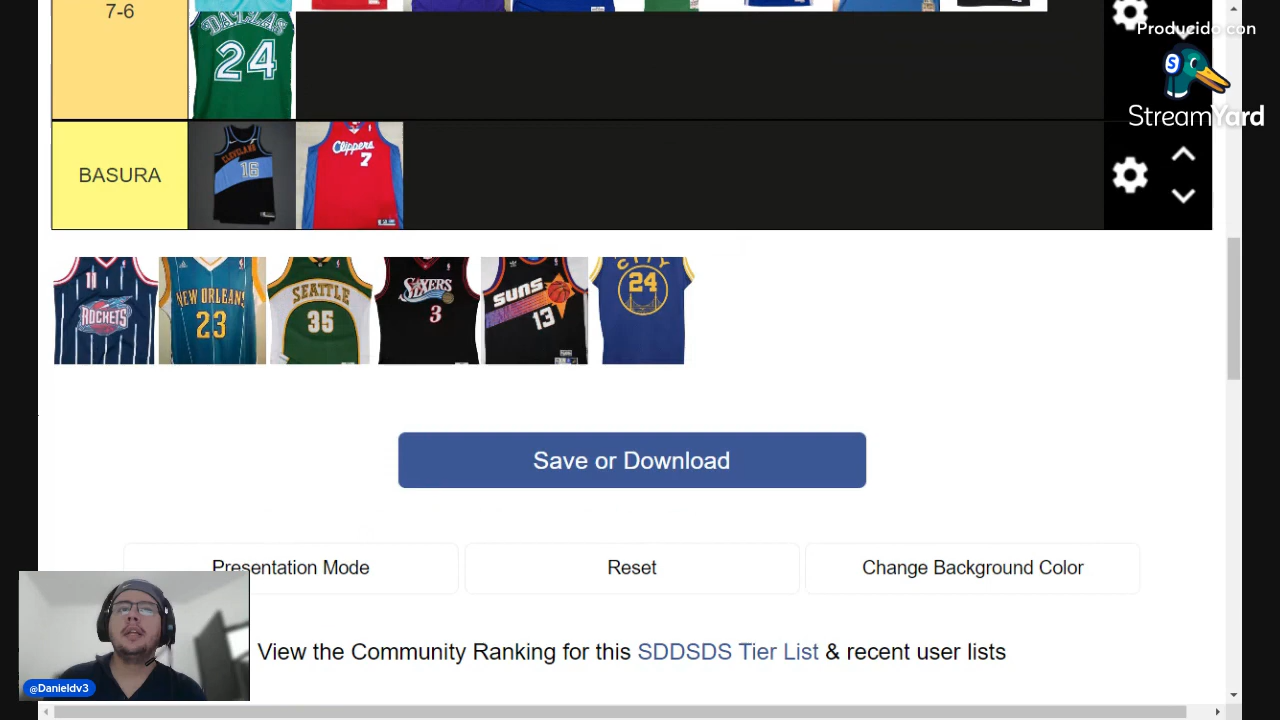 7-6
Producido con
S
StreamYard
DALLAS
24
BASURA
CLEVELAND
16
Clippers
7
11
ROCKETS
NEW ORLEANS
23
SEATTLE
35
SIXERS
3
SUNS
13
CITY
24
Save or Download
Presentation Mode
Reset
Change Background Color
View the Community Ranking for this SDDSDS Tier List & recent user lists
@Danieldv3